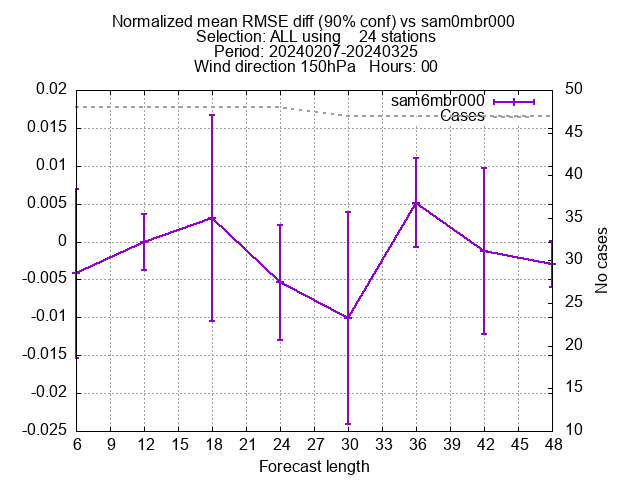 Normalized mean RMSE diff (90% conf) vs sam0mbr000
Selection: ALL using    24 stations
Period: 20240207-20240325
Wind direction 150hPa   Hours: 00
sam6mbr000
Cases
0.02
0.015
0.01
0.005
0
-0.005
-0.01
-0.015
-0.02
-0.025
50
45
40
35
30
25
20
15
10
No cases
6 9 12 15 18 21 24 27 30 33 36 39 42 45 48
Forecast length